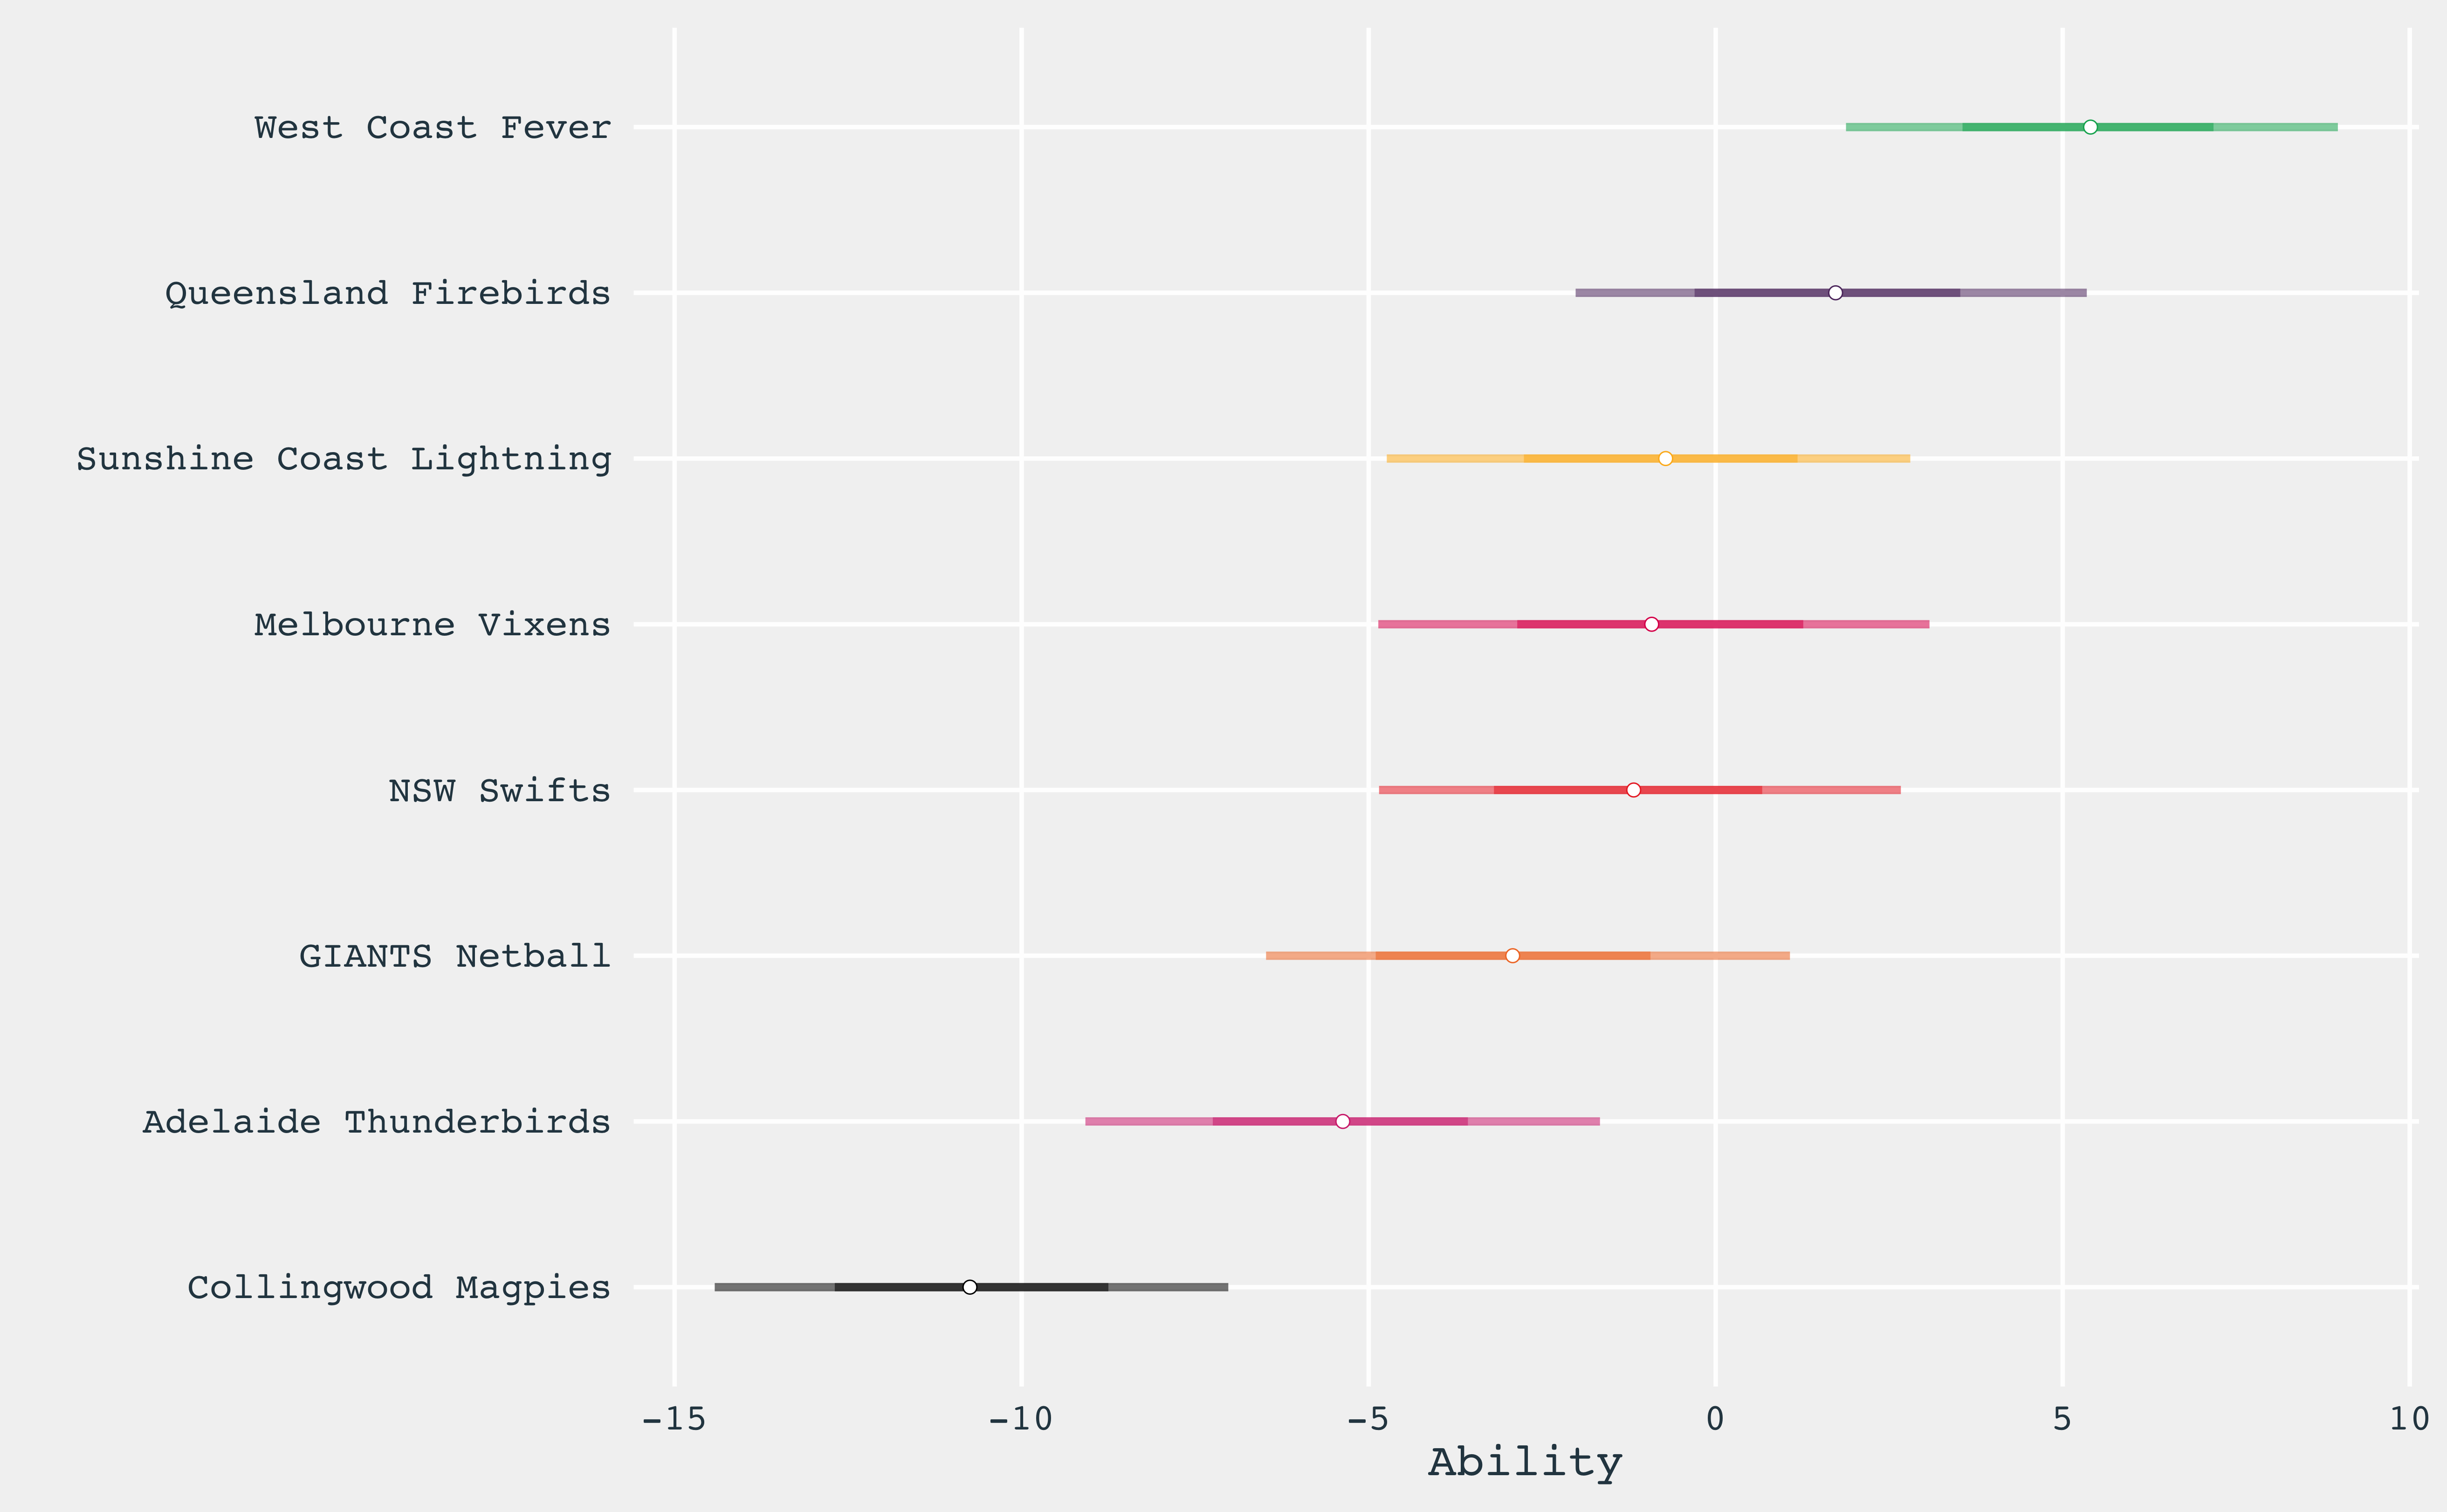 West Coast Fever
Queensland Firebirds
Sunshine Coast Lightning
Melbourne Vixens
NSW Swifts
GIANTS Netball
Adelaide Thunderbirds
Collingwood Magpies
-15 -10 -5 0 5 10
Ability